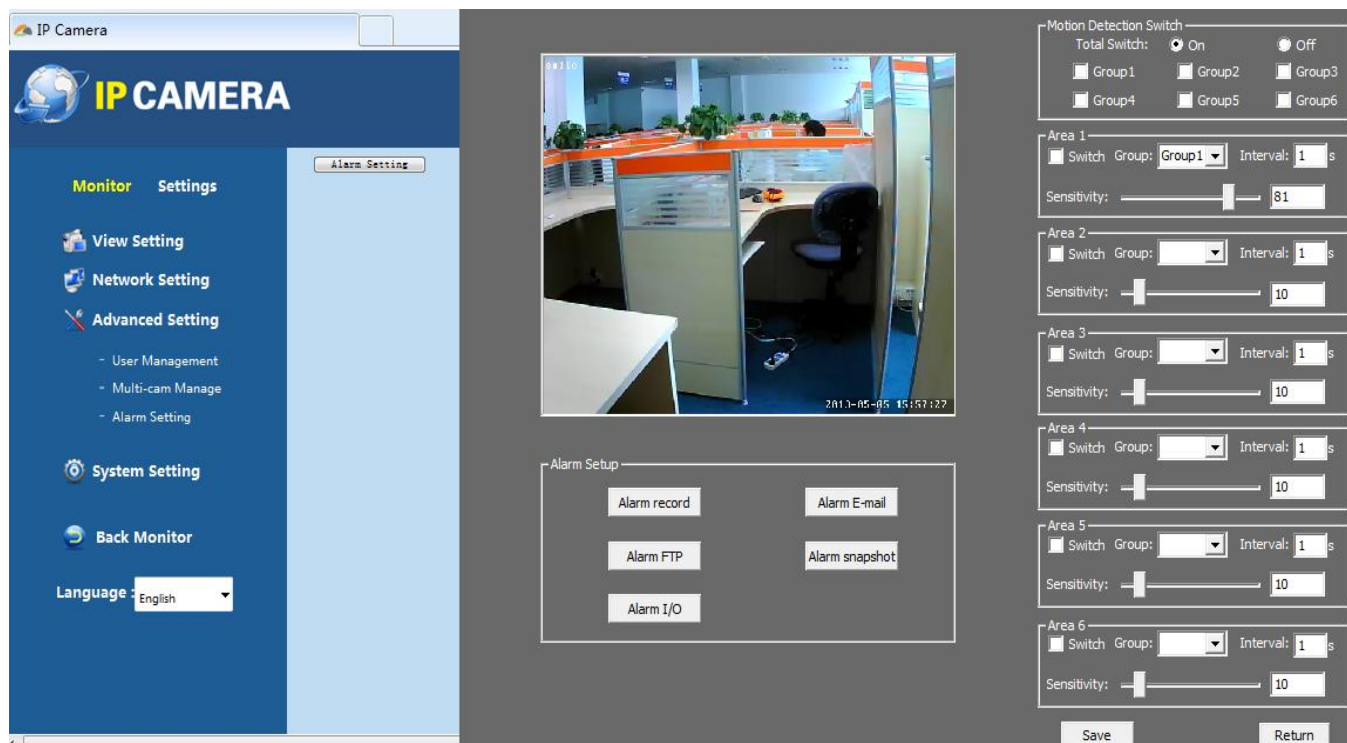 IP Camera
IP CAMERA
Monitor Settings
View Setting
Network Setting
Advanced Setting
- User Management
- Multi-cam Manage
- Alarm Setting
System Setting
Back Monitor
Language : English
Alarm Setting
15:57:27
Alarm Setup
Alarm record Alarm E-mail
Alarm FTP Alarm snapshot
Alarm I/O
Motion Detection Switch
Total Switch: On Off
Group1 Group2 Group3
Group4 Group5 Group6
Area 1
Switch Group: Group1 Interval: 1 s
Sensitivity: 81
Area 2
Switch Group: Interval: 1 s
Sensitivity: 10
Area 3
Switch Group: Interval: 1 s
Sensitivity: 10
Area 4
Switch Group: Interval: 1 s
Sensitivity: 10
Area 5
Switch Group: Interval: 1 s
Sensitivity: 10
Area 6
Switch Group: Interval: 1 s
Sensitivity: 10
Save Return